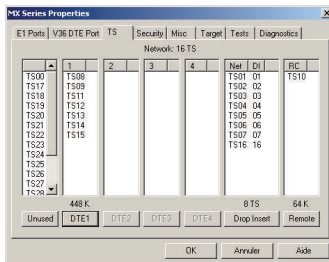 MX Series Properties
E1 Ports V36 DTE Port TS Security Misc Target Tests Diagnostics
Network: 16 TS
1 2 3 4 Net DI RC
TS00 TS08 TS01 01 TS10
TS17 TS09 TS02 02
TS18 TS11 TS03 03
TS19 TS12 TS04 04
TS20 TS13 TS05 05
TS21 TS14 TS06 06
TS22 TS15 TS07 07
TS23 TS16 16
TS24
TS25
TS26
TS27
TS28
448 K 8 TS 64 K
Unused DTE1 DTE2 DTE3 DTE4 Drop Insert Remote
OK Annuler Aide